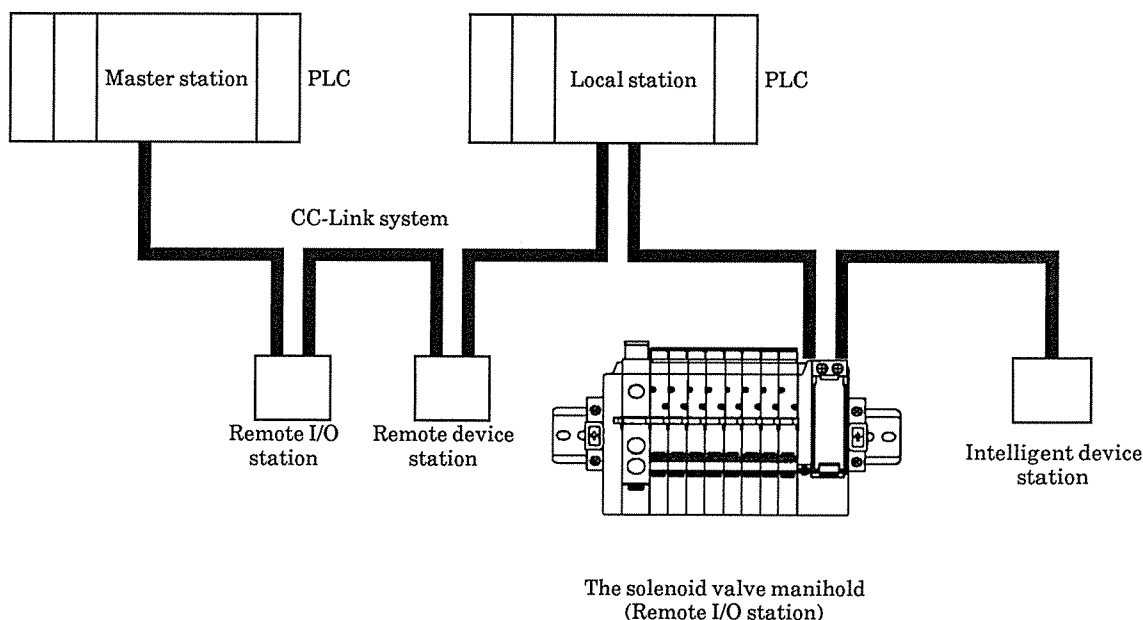 Master station
PLC
Local station
PLC
CC-Link system
Remote I/O
station
Remote device
station
Intelligent device
station
The solenoid valve manihold
(Remote I/O station)